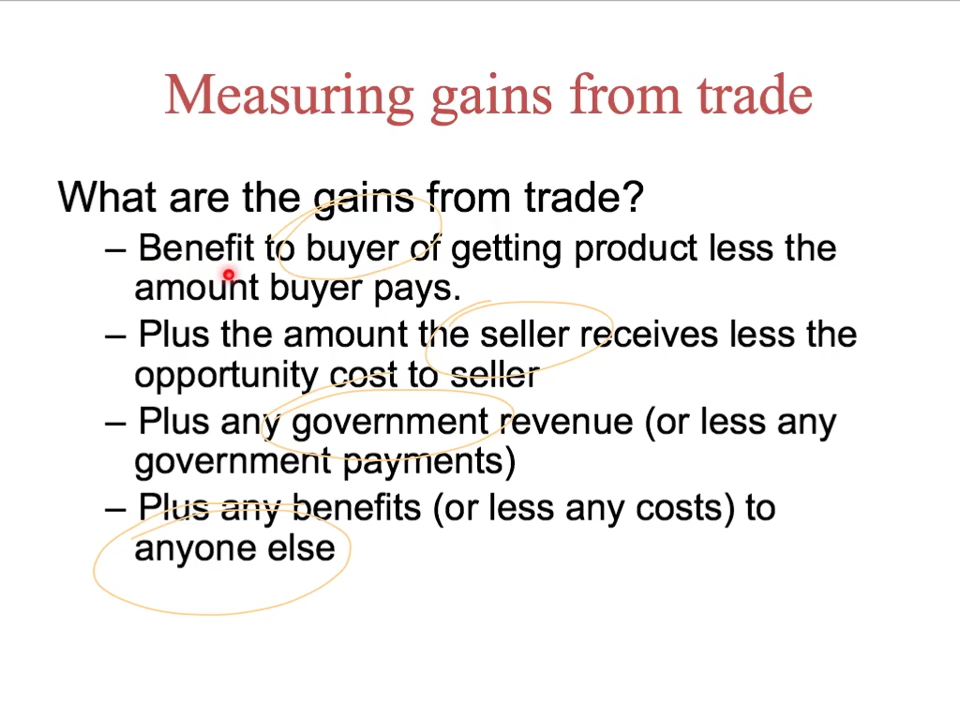 Measuring gains from trade
What are the gains from trade?
– Benefit to buyer of getting product less the
amount buyer pays.
– Plus the amount the seller receives less the
opportunity cost to seller
– Plus any government revenue (or less any
government payments)
– Plus any benefits (or less any costs) to
anyone else